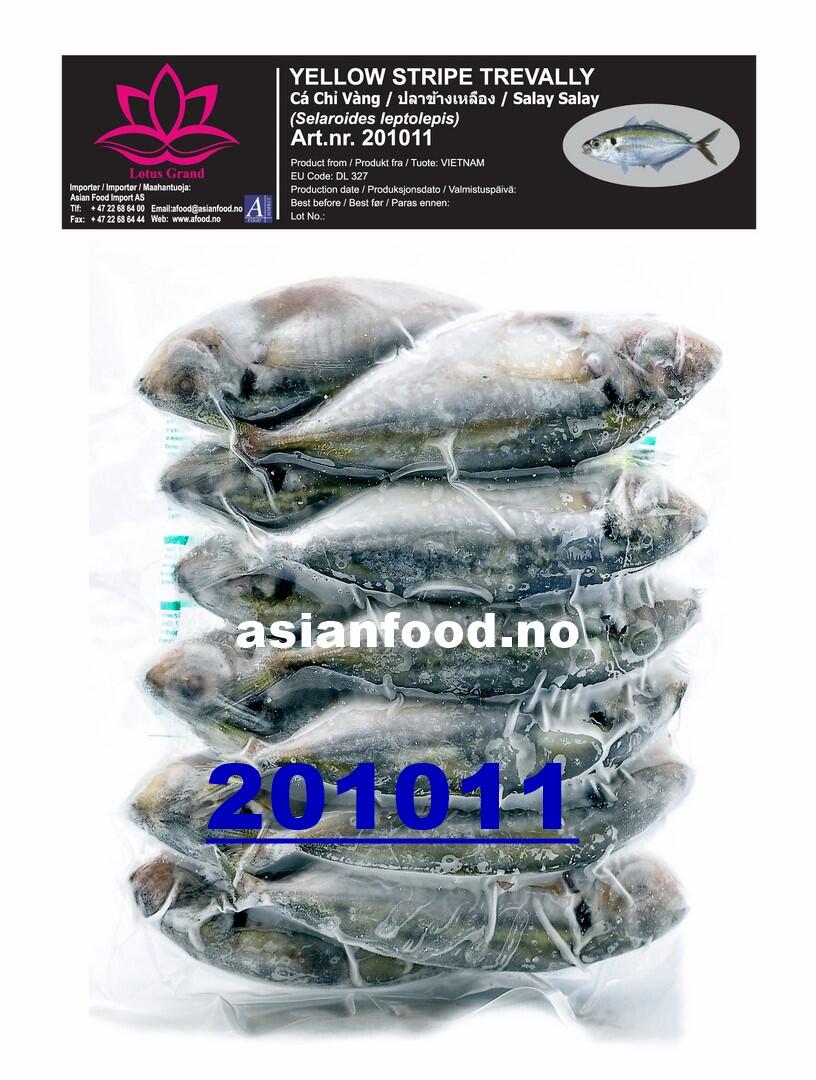 YELLOW STRIPE TREVALLY
Cá Chỉ Vàng / ปลาข้างเหลือง / Salay Salay
(Selaroides leptolepis)
Art.nr. 201011
Product from / Produkt fra / Tuote: VIETNAM
EU Code: DL 327
Production date / Produksjonsdato / Valmistuspäivä:
Best before / Best før / Paras ennen:
Lot No.:
Lotus Grand
Importer / Importør / Maahantuoja:
Asian Food Import AS
Tlf: + 47 22 68 64 00 Email:afood@asianfood.no
Fax: + 47 22 68 64 44 Web: www.afood.no
asianfood.no
201011